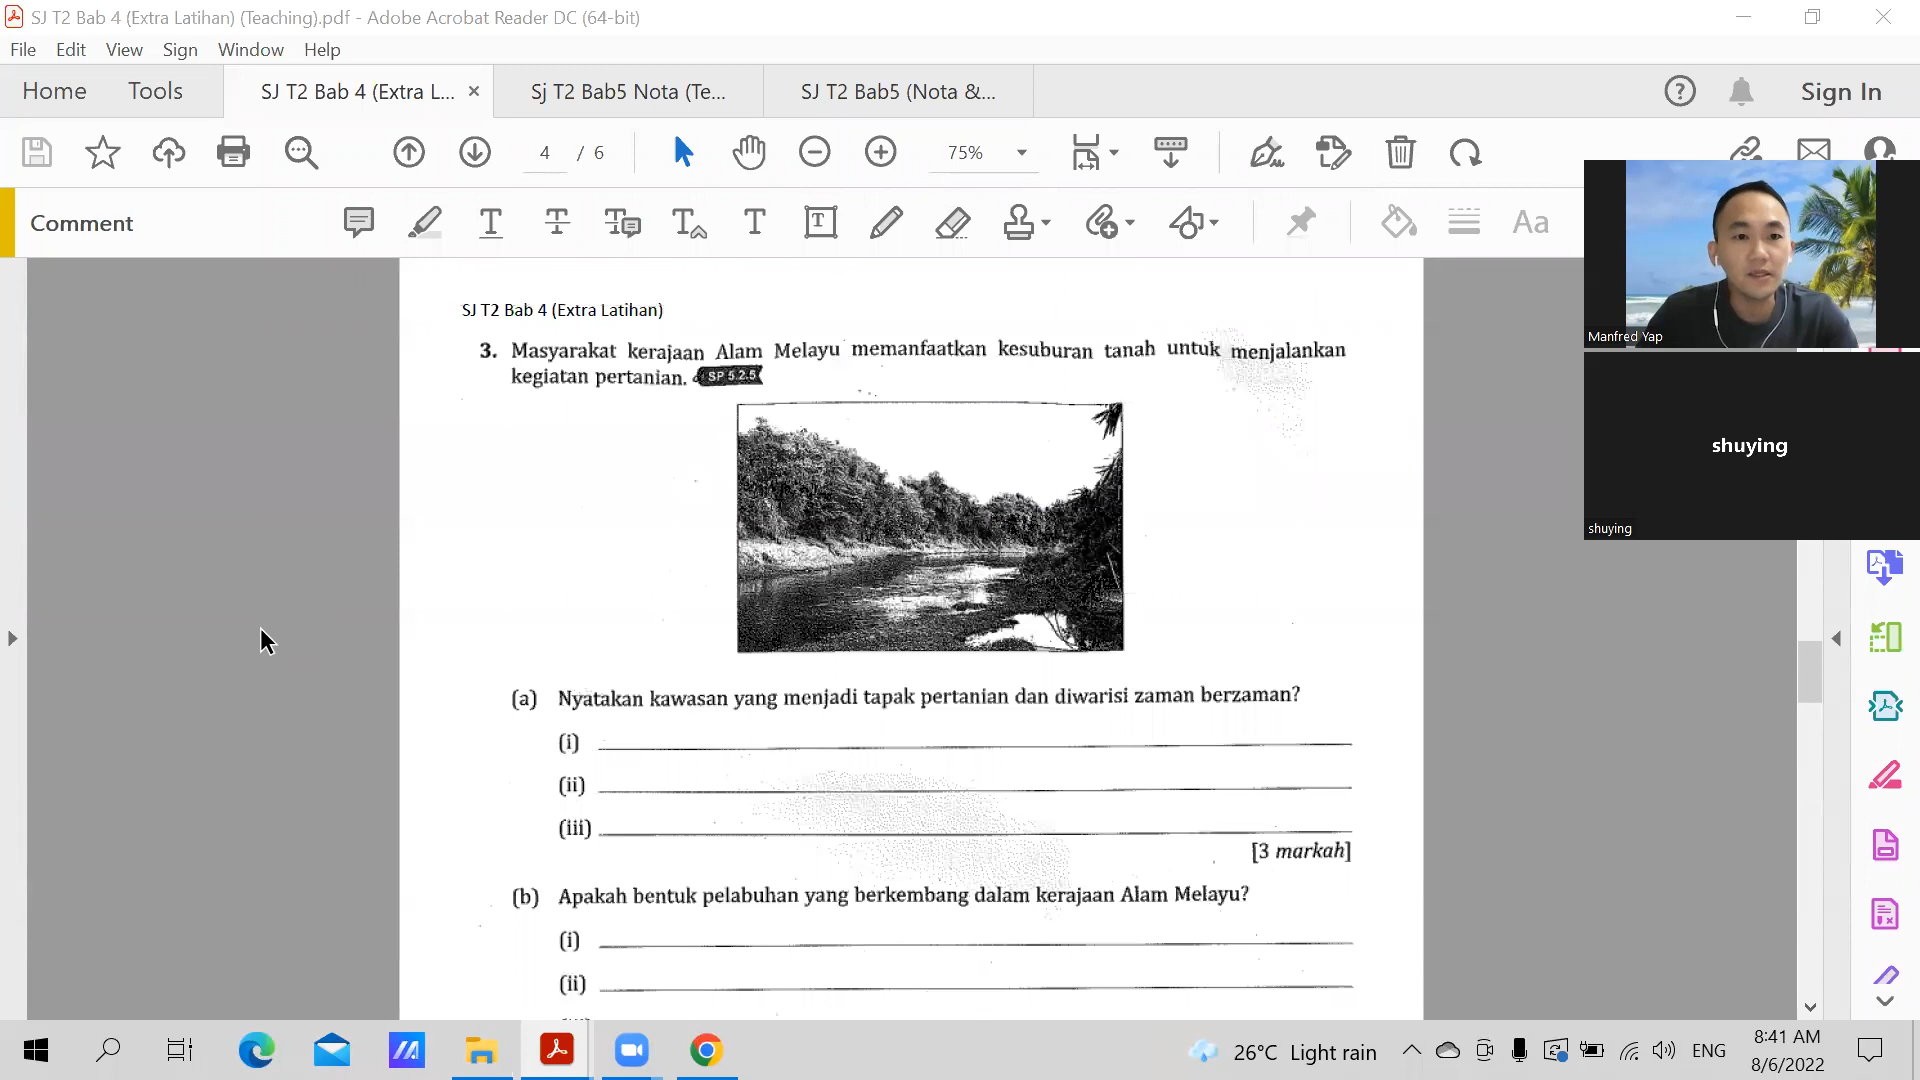 SJ T2 Bab 4 (Extra Latihan) (Teaching).pdf - Adobe Acrobat Reader DC (64-bit)
File Edit View Sign Window Help
Home Tools SJ T2 Bab 4 (Extra L... × Sj T2 Bab5 Nota (Te... SJ T2 Bab5 (Nota &... Sign In
4 / 6 75%
Comment Aa
SJ T2 Bab 4 (Extra Latihan)
3. Masyarakat kerajaan Alam Melayu memanfaatkan kesuburan tanah untuk menjalankan
kegiatan pertanian. SP 5.2.5
(a) Nyatakan kawasan yang menjadi tapak pertanian dan diwarisi zaman berzaman?
(i)
(ii)
(iii)
[3 markah]
(b) Apakah bentuk pelabuhan yang berkembang dalam kerajaan Alam Melayu?
(i)
(ii)
Manfred Yap
shuying
shuying
26°C Light rain ENG
8:41 AM
8/6/2022